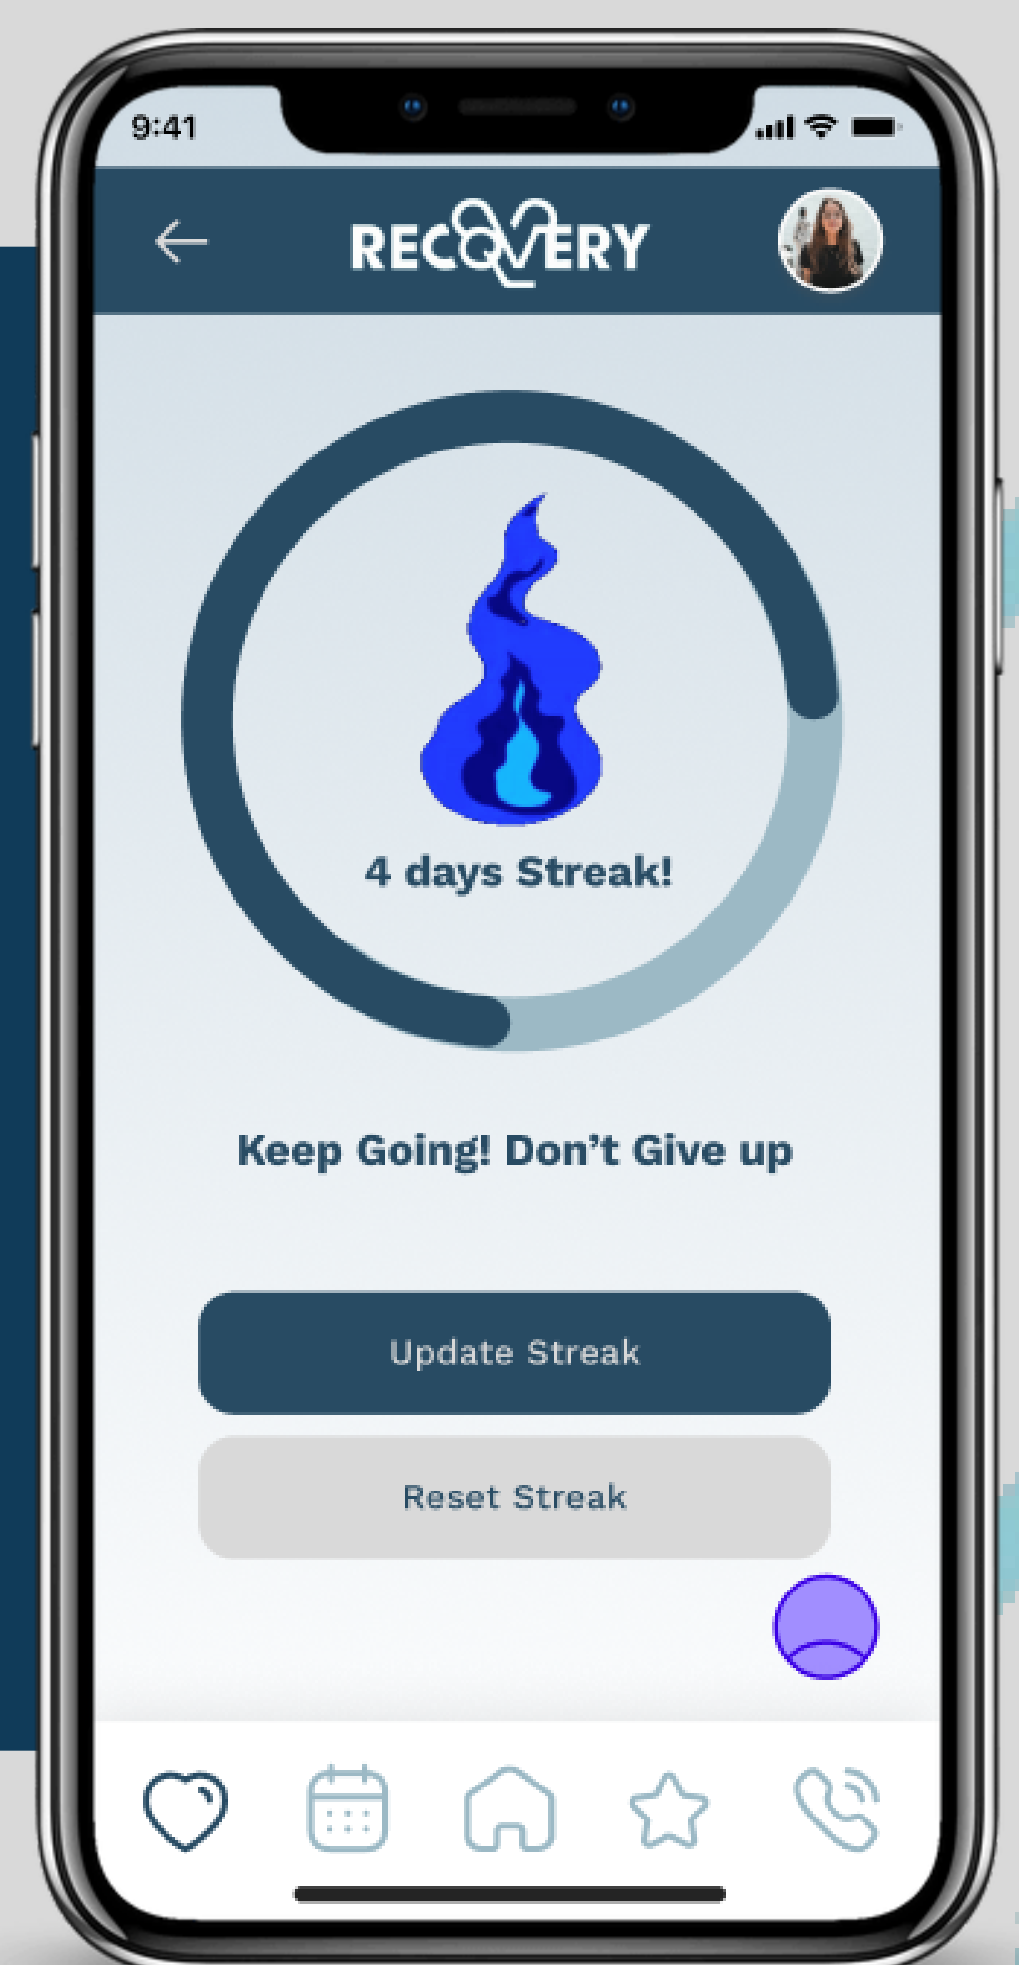 9:41
RECOVERY
4 days Streak!
Keep Going! Don’t Give up
Update Streak
Reset Streak